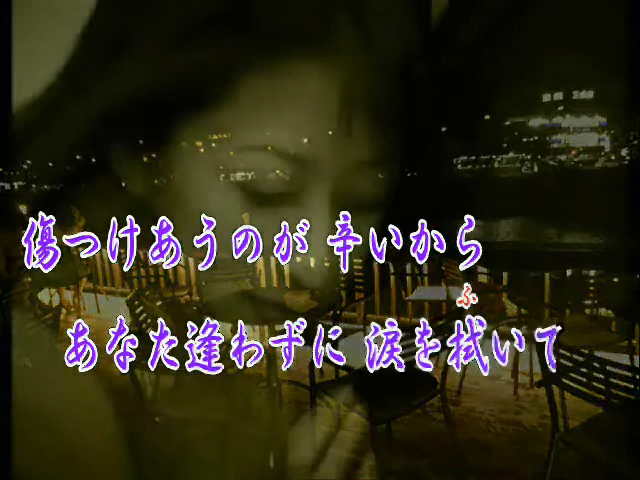 傷つけあうのが 辛いから
ふ
あなた逢わずに 涙を拭いて